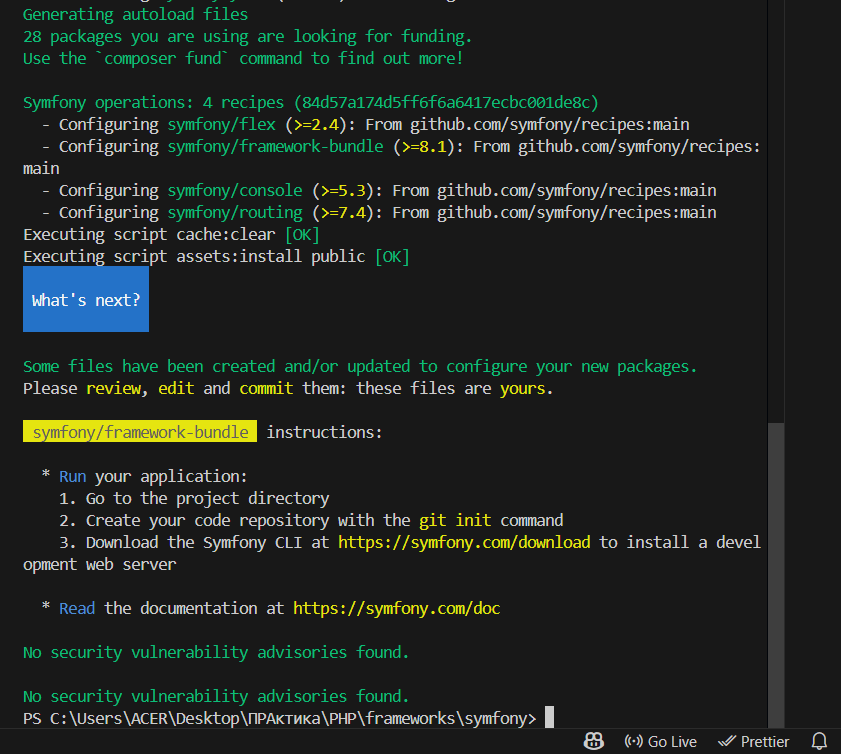 Generating autoload files
28 packages you are using are looking for funding.
Use the `composer fund` command to find out more!
Symfony operations: 4 recipes (84d57a174d5ff6f6a6417ecbc001de8c)
- Configuring symfony/flex (>=2.4): From github.com/symfony/recipes:main
- Configuring symfony/framework-bundle (>=8.1): From github.com/symfony/recipes:
main
- Configuring symfony/console (>=5.3): From github.com/symfony/recipes:main
- Configuring symfony/routing (>=7.4): From github.com/symfony/recipes:main
Executing script cache:clear [OK]
Executing script assets:install public [OK]
What's next?
Some files have been created and/or updated to configure your new packages.
Please review, edit and commit them: these files are yours.
symfony/framework-bundle instructions:
* Run your application:
1. Go to the project directory
2. Create your code repository with the git init command
3. Download the Symfony CLI at https://symfony.com/download to install a devel
opment web server
* Read the documentation at https://symfony.com/doc
No security vulnerability advisories found.
No security vulnerability advisories found.
PS C:\Users\ACER\Desktop\ПРАктика\PHP\frameworks\symfony>
Go Live Prettier